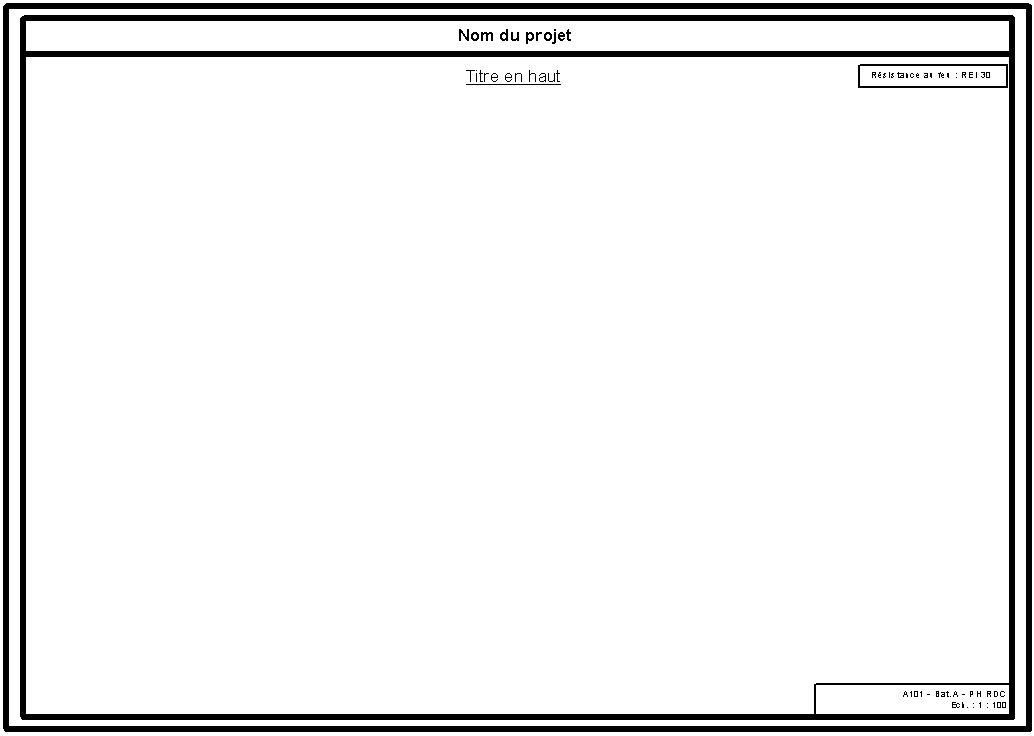 Nom du projet
Titre en haut
Résistance au feu : REI 30
A101 - Bat.A - PH RDC
Ech. : 1 : 100